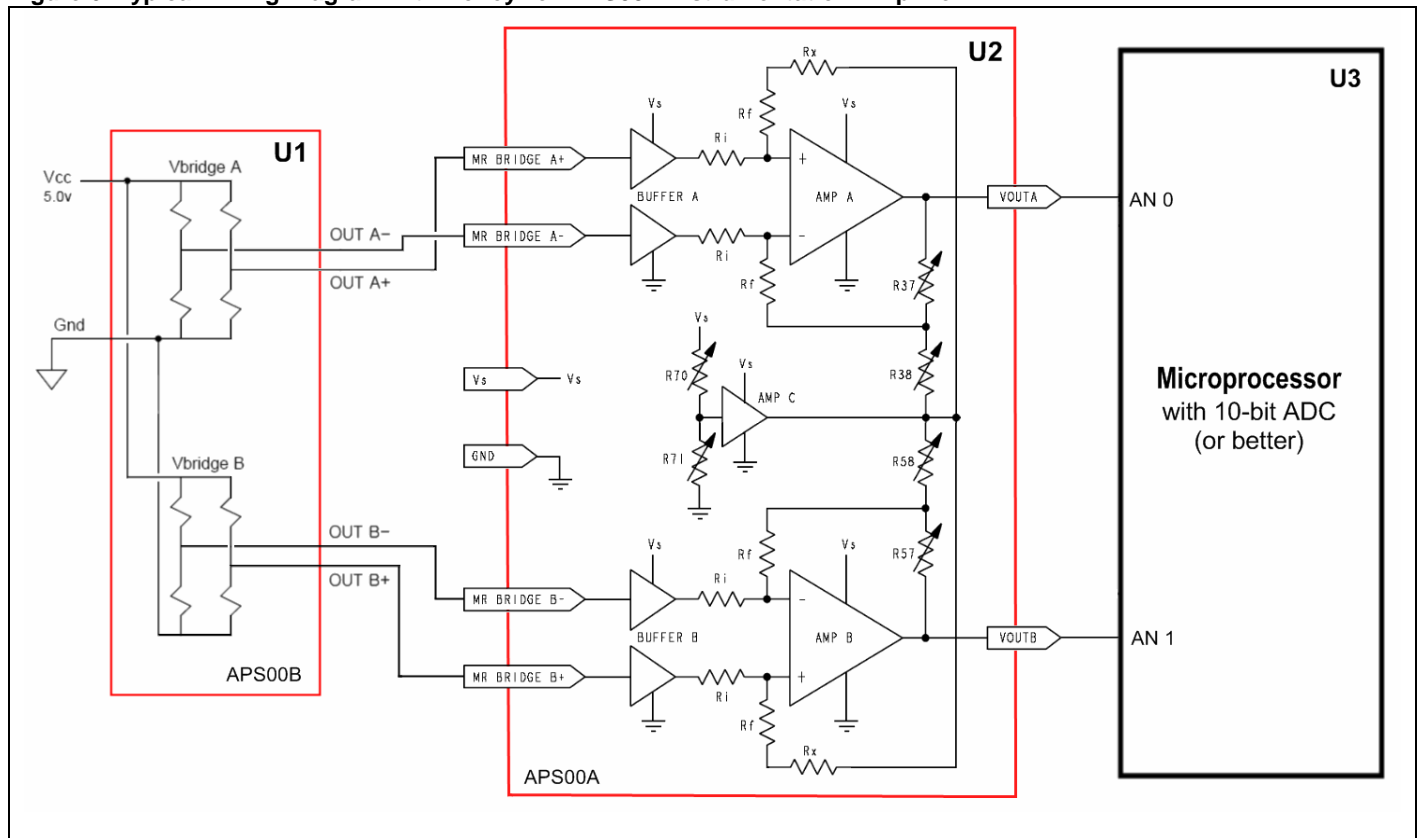 U1
Vbridge A
Vcc
5.0v
OUT A−
OUT A+
Gnd
Vbridge B
OUT B−
OUT B+
APS00B
U2
Rx
Vs
Rf
Vs
MR BRIDGE A+
Ri
+
BUFFER A
AMP A
VOUTA
MR BRIDGE A-
Ri
-
Rf
R37
Vs
Vs
Vs
Vs
R70
AMP C
R38
GND
R71
R58
Vs
Rf
Vs
R57
Ri
MR BRIDGE B-
-
BUFFER B
AMP B
VOUTB
MR BRIDGE B+
Ri
+
Rf
Rx
APS00A
U3
AN 0
Microprocessor
with 10-bit ADC
(or better)
AN 1